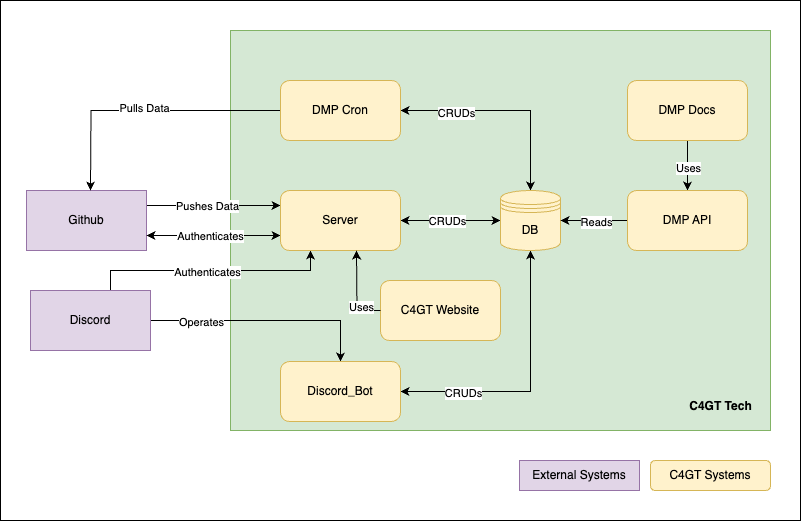 Pulls Data
DMP Cron
CRUDs
DMP Docs
Uses
Github
Pushes Data
Authenticates
Server
CRUDs
DB
Reads
DMP API
Authenticates
Discord
Operates
Uses
C4GT Website
Discord_Bot
CRUDs
C4GT Tech
External Systems
C4GT Systems